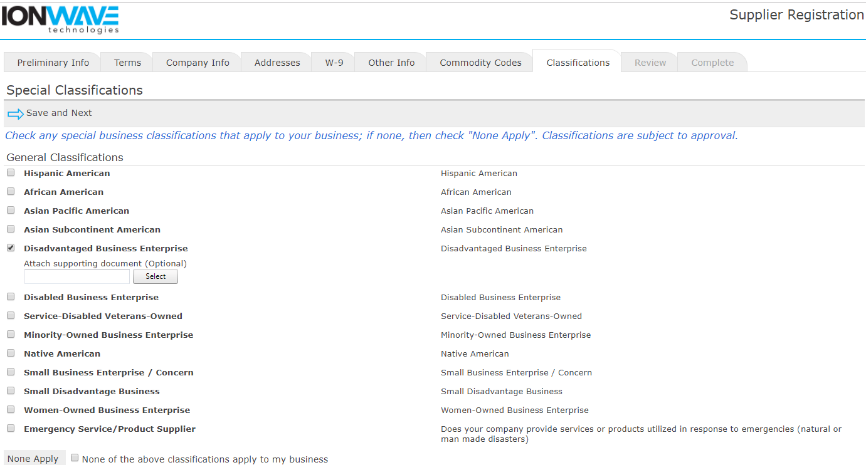 IONWAVE
technologies
Supplier Registration
Preliminary Info Terms Company Info Addresses W-9 Other Info Commodity Codes Classifications Review Complete
Special Classifications
Save and Next
Check any special business classifications that apply to your business; if none, then check "None Apply". Classifications are subject to approval.
General Classifications
Hispanic American Hispanic American
African American African American
Asian Pacific American Asian Pacific American
Asian Subcontinent American Asian Subcontinent American
Disadvantaged Business Enterprise Disadvantaged Business Enterprise
Attach supporting document (Optional)
Select
Disabled Business Enterprise Disabled Business Enterprise
Service-Disabled Veterans-Owned Service-Disabled Veterans-Owned
Minority-Owned Business Enterprise Minority-Owned Business Enterprise
Native American Native American
Small Business Enterprise / Concern Small Business Enterprise / Concern
Small Disadvantage Business Small Disadvantage Business
Women-Owned Business Enterprise Women-Owned Business Enterprise
Emergency Service/Product Supplier Does your company provide services or products utilized in response to emergencies (natural or
man made disasters)
None Apply None of the above classifications apply to my business